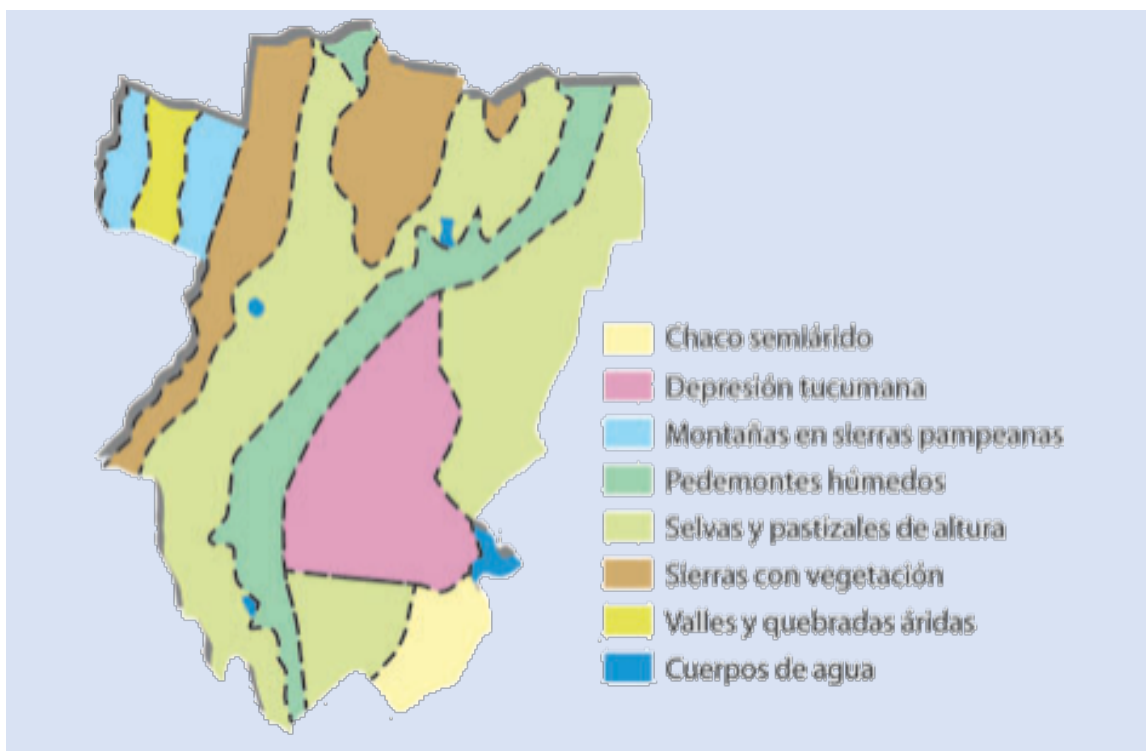 Chaco semiárido
Depresión tucumana
Montañas en sierras pampeanas
Pedemontes húmedos
Selvas y pastizales de altura
Sierras con vegetación
Valles y quebradas áridas
Cuerpos de agua